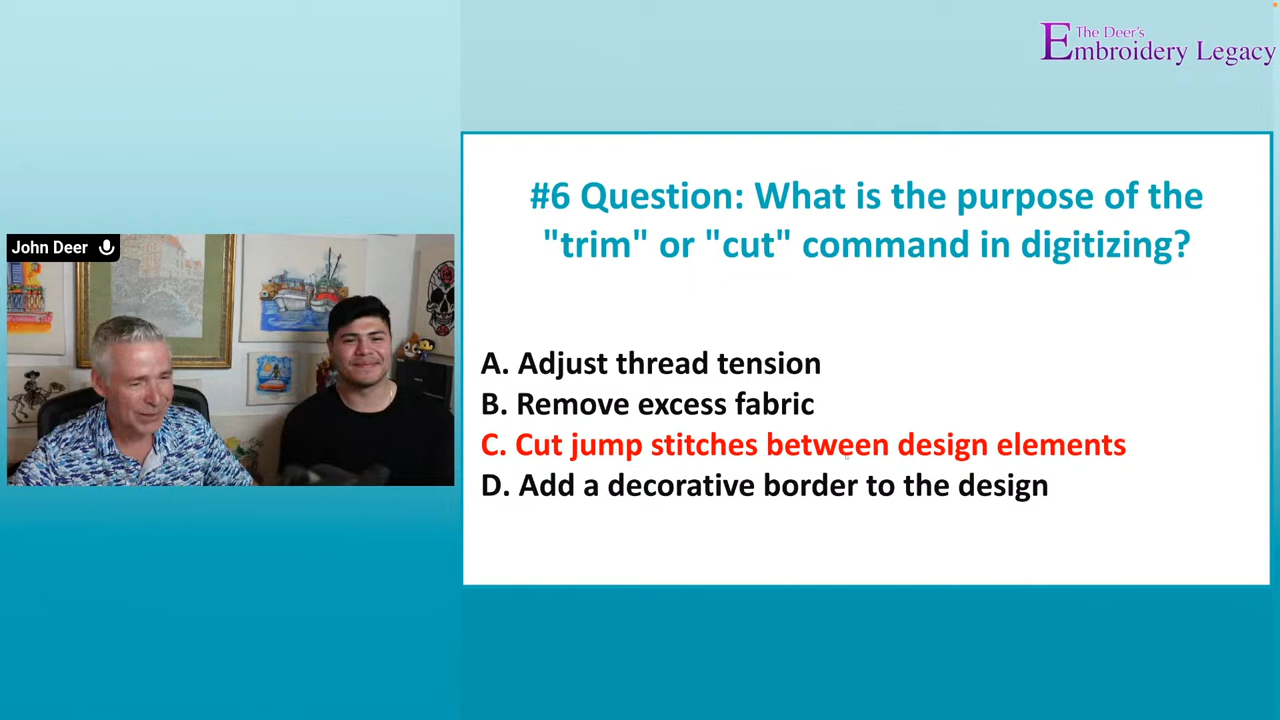 The Deer's
Embroidery Legacy
#6 Question: What is the purpose of the
"trim" or "cut" command in digitizing?
John Deer
A. Adjust thread tension
B. Remove excess fabric
C. Cut jump stitches between design elements
D. Add a decorative border to the design